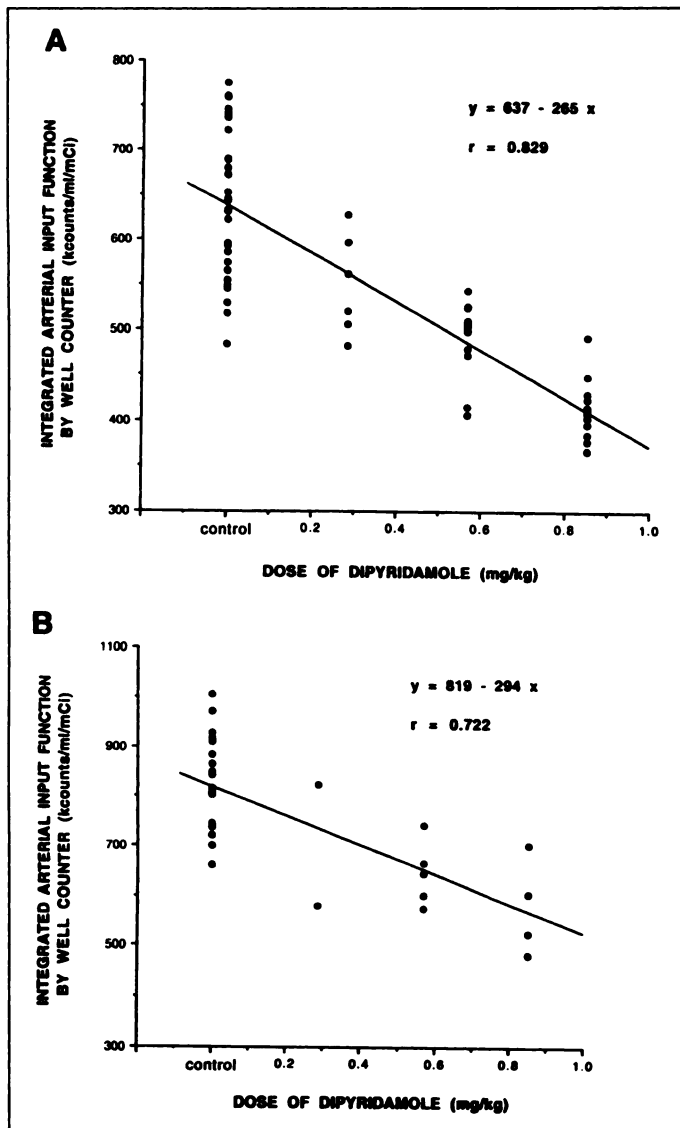 A
800
700
600
500
400
300
INTEGRATED ARTERIAL INPUT FUNCTION
BY WELL COUNTER (kcounts/ml/mCi)
y = 637 - 265 x
r = 0.829
control 0.2 0.4 0.6 0.8 1.0
DOSE OF DIPYRIDAMOLE (mg/kg)
B
1100
900
700
500
300
INTEGRATED ARTERIAL INPUT FUNCTION
BY WELL COUNTER (kcounts/ml/mCi)
y = 819 - 294 x
r = 0.722
control 0.2 0.4 0.6 0.8 1.0
DOSE OF DIPYRIDAMOLE (mg/kg)